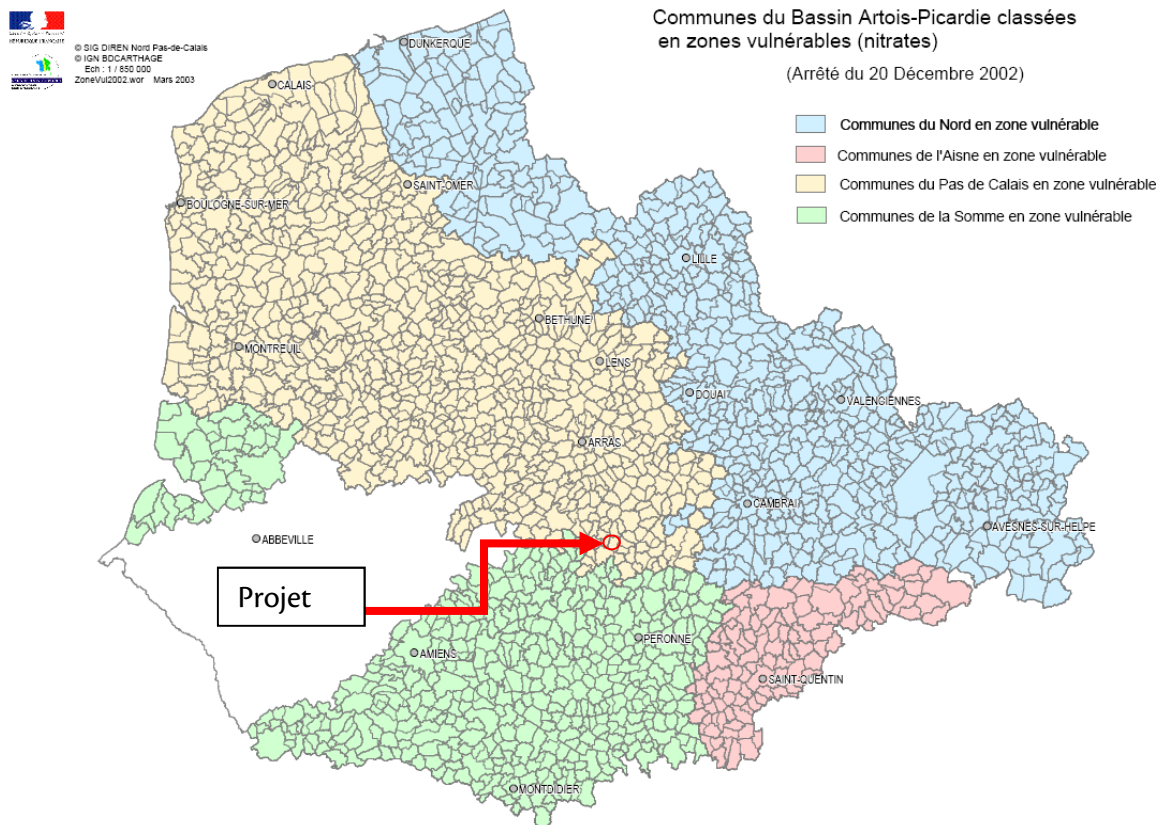 RÉPUBLIQUE FRANÇAISE
© SIG DIREN Nord Pas-de-Calais
© IGN BDCARTHAGE
Ech : 1 / 850 000
ZoneVul2002.wor Mars 2003
Communes du Bassin Artois-Picardie classées
en zones vulnérables (nitrates)
(Arrêté du 20 Décembre 2002)
Communes du Nord en zone vulnérable
Communes de l'Aisne en zone vulnérable
Communes du Pas de Calais en zone vulnérable
Communes de la Somme en zone vulnérable
DUNKERQUE
CALAIS
SAINT-OMER
BOULOGNE-SUR-MER
LILLE
BETHUNE
MONTREUIL
LENS
DOUAI
VALENCIENNES
ARRAS
CAMBRAI
AVESNES-SUR-HELPE
ABBEVILLE
Projet
PERONNE
AMIENS
SAINT-QUENTIN
MONTDIDIER